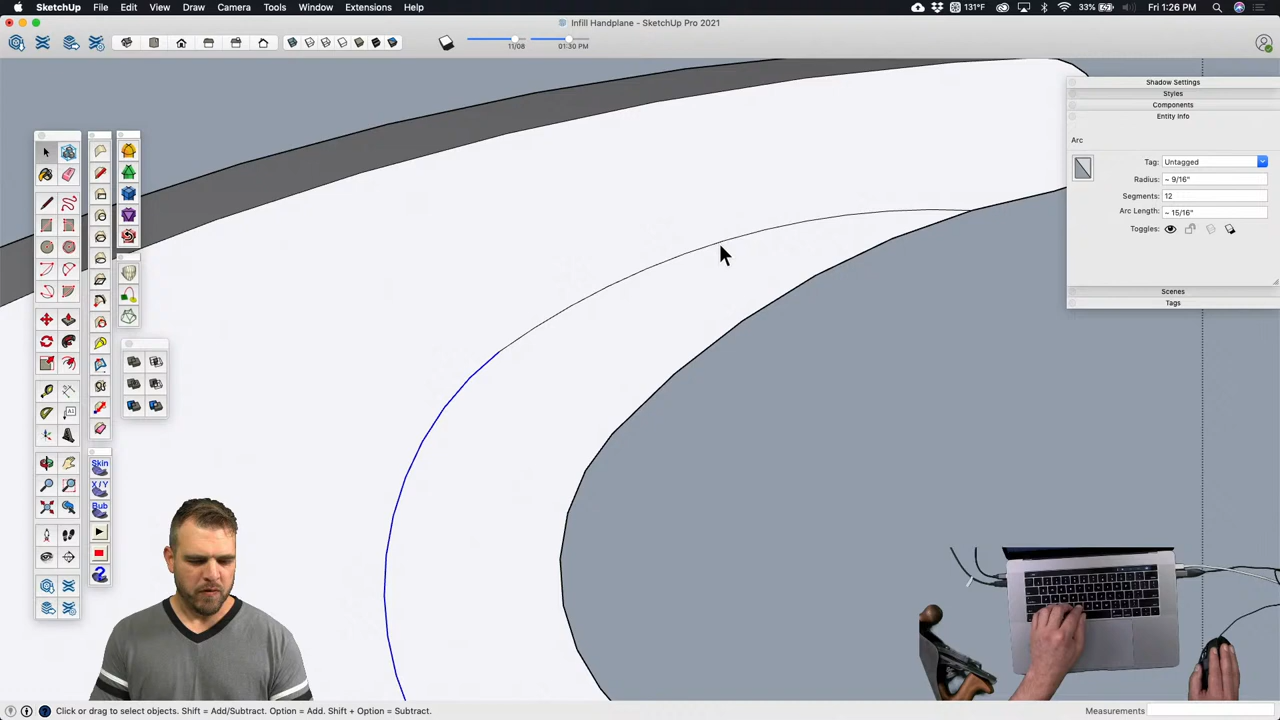 SketchUp File Edit View Draw Camera Tools Window Extensions Help
131°F 33% Fri 1:26 PM
Infill Handplane - SketchUp Pro 2021
11/08 01:30 PM
Shadow Settings
Styles
Components
Entity Info
Arc
Tag: Untagged
Radius: ~ 9/16"
Segments: 12
Arc Length: ~ 15/16"
Toggles:
Scenes
Tags
A1
Skin
X / Y
Bub
?
Click or drag to select objects. Shift = Add/Subtract. Option = Add. Shift + Option = Subtract.
Measurements